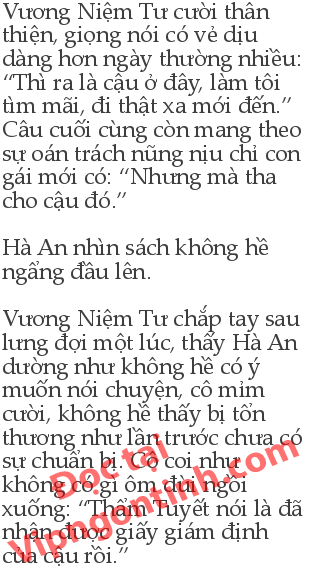 Vương Niệm Tư cười thân
thiện, giọng nói có vẻ dịu
dàng hơn ngày thường nhiều:
“Thì ra là cậu ở đây, làm tôi
tìm mãi, đi thật xa mới đến.”
Câu cuối cùng còn mang theo
sự oán trách nũng nịu chỉ con
gái mới có: “Nhưng mà tha
cho cậu đó.”
Hà An nhìn sách không hề
ngẩng đầu lên.
Vương Niệm Tư chắp tay sau
lưng đợi một lúc, thấy Hà An
dường như không hề có ý
muốn nói chuyện, cô mỉm
cười, không hề thấy bị tổn
thương như lần trước chưa có
sự chuẩn bị. Cô coi như
không có gì ôm đùi ngồi
xuống: “Thẩm Tuyết nói là đã
nhận được giấy giám định
của cậu rồi.”
Đọc tại
Vipngontinh.com